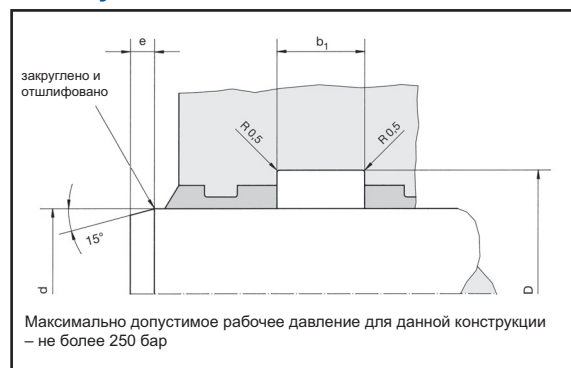 e
b₁
закруглено и
отшлифовано
R 0,5
R 0,5
15°
d
D
Максимально допустимое рабочее давление для данной конструкции
– не более 250 бар